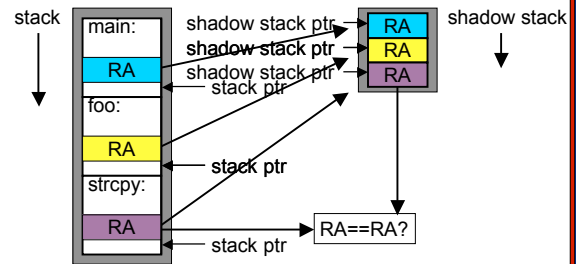 stack
main:
RA
stack ptr
foo:
RA
stack ptr
strcpy:
RA
stack ptr
shadow stack ptr
shadow stack ptr
shadow stack ptr
RA
RA
RA
shadow stack
RA==RA?